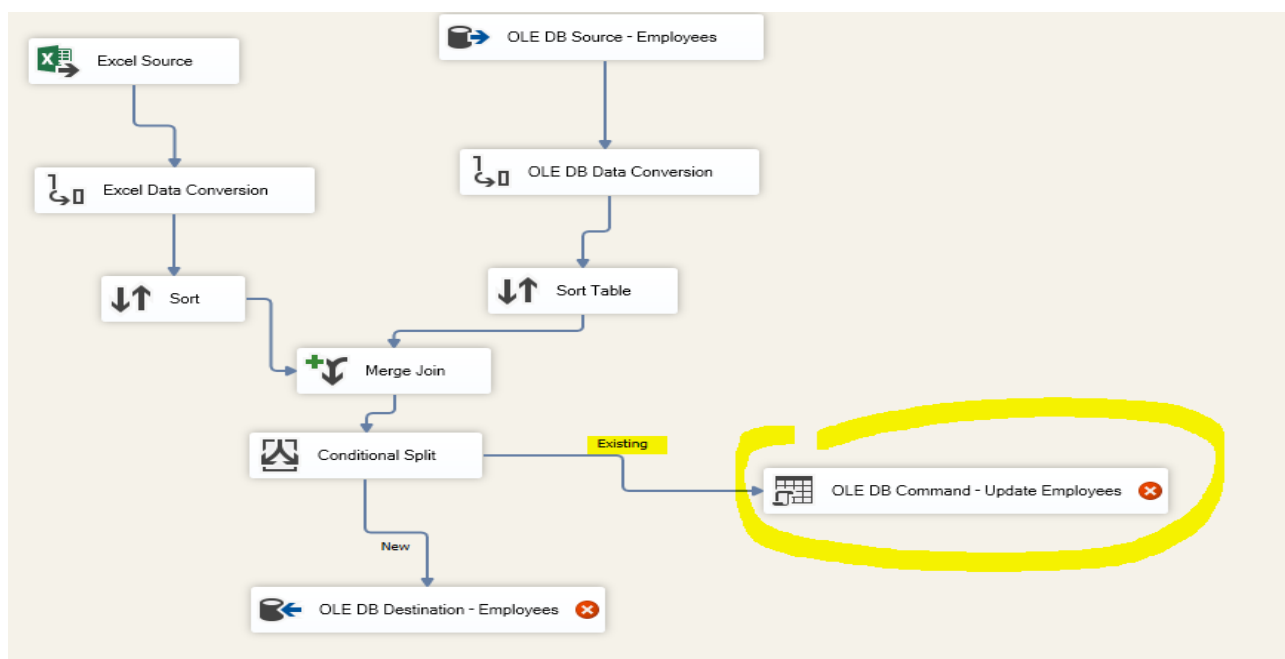 OLE DB Source - Employees
Excel Source
OLE DB Data Conversion
Excel Data Conversion
Sort Table
Sort
Merge Join
Conditional Split
Existing
OLE DB Command - Update Employees
New
OLE DB Destination - Employees